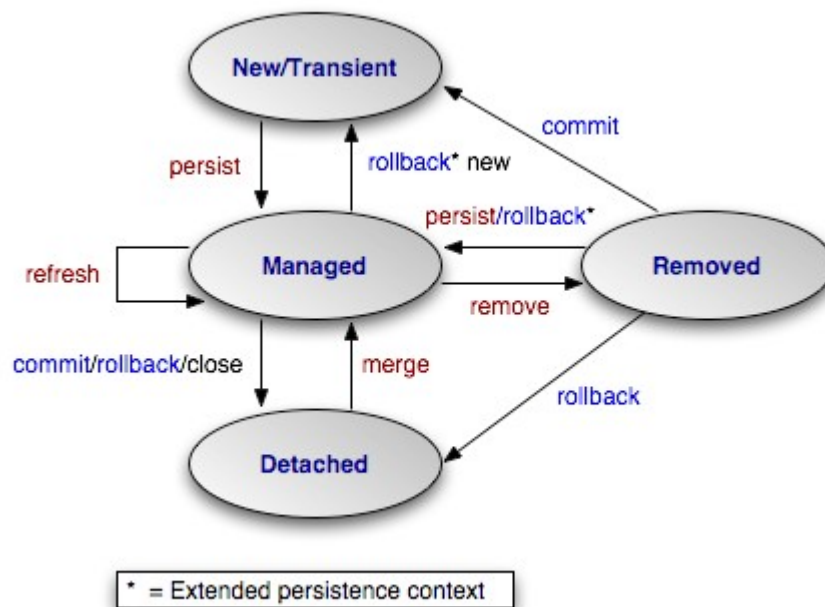 New/Transient
commit
persist
rollback* new
persist/rollback*
Managed
Removed
refresh
remove
commit/rollback/close
merge
rollback
Detached
* = Extended persistence context